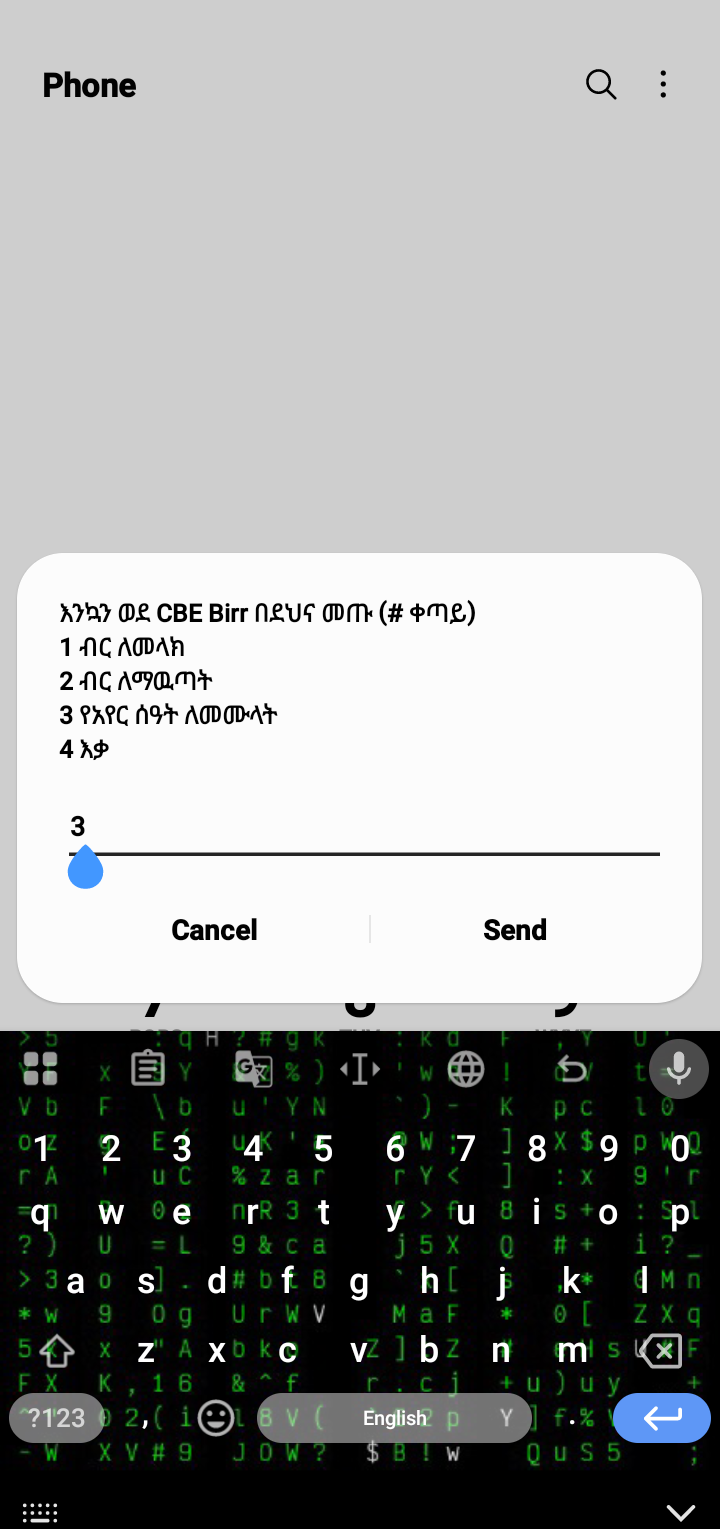 Phone
እንኳን ወደ CBE Birr በደህና መጡ (# ቀጣይ)
1 ብር ለመላክ
2 ብር ለማዉጣት
3 የአየር ሰዓት ለመሙላት
4 እቃ
3
Cancel Send
1 2 3 4 5 6 7 8 9 0
q w e r t y u i o p
a s d f g h j k l
z x c v b n m
?123 , English .